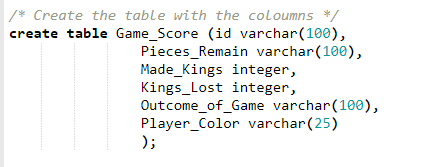 /* Create the table with the coloumns */
create table Game_Score (id varchar(100),
Pieces_Remain varchar(100),
Made_Kings integer,
Kings_Lost integer,
Outcome_of_Game varchar(100),
Player_Color varchar(25)
);